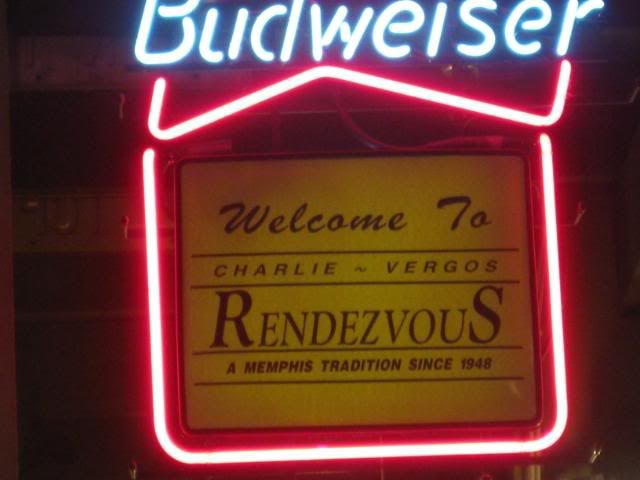 Budweiser
Welcome To
CHARLIE ~ VERGOS
RENDEZVOUS
A MEMPHIS TRADITION SINCE 1948